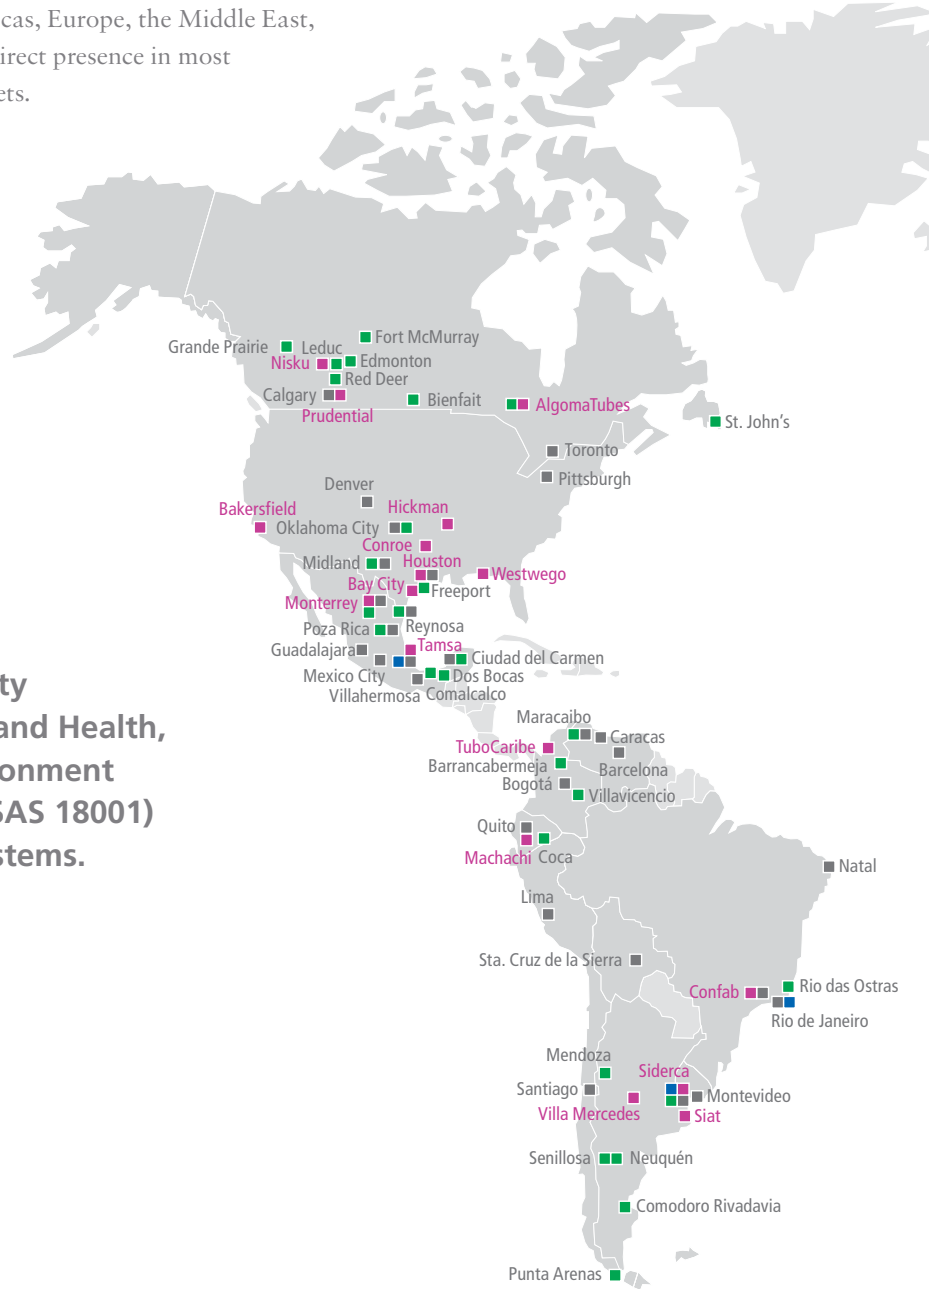 cas, Europe, the Middle East,
irect presence in most
ets.
Fort McMurray
Grande Prairie
Leduc
Nisku
Edmonton
Red Deer
Calgary
Bienfait
AlgomaTubes
Prudential
St. John's
Toronto
Pittsburgh
Denver
Bakersfield
Hickman
Oklahoma City
Conroe
Midland
Houston
Westwego
Bay City
Freeport
Monterrey
Poza Rica
Reynosa
Guadalajara
Tamsa
Ciudad del Carmen
Mexico City
Dos Bocas
Villahermosa
Comalcalco
ty
and Health,
onment
SAS 18001)
stems.
Maracaibo
Caracas
TuboCaribe
Barrancabermeja
Barcelona
Bogotá
Villavicencio
Quito
Machachi
Coca
Natal
Lima
Sta. Cruz de la Sierra
Confab
Rio das Ostras
Rio de Janeiro
Mendoza
Siderca
Santiago
Montevideo
Villa Mercedes
Siat
Senillosa
Neuquén
Comodoro Rivadavia
Punta Arenas